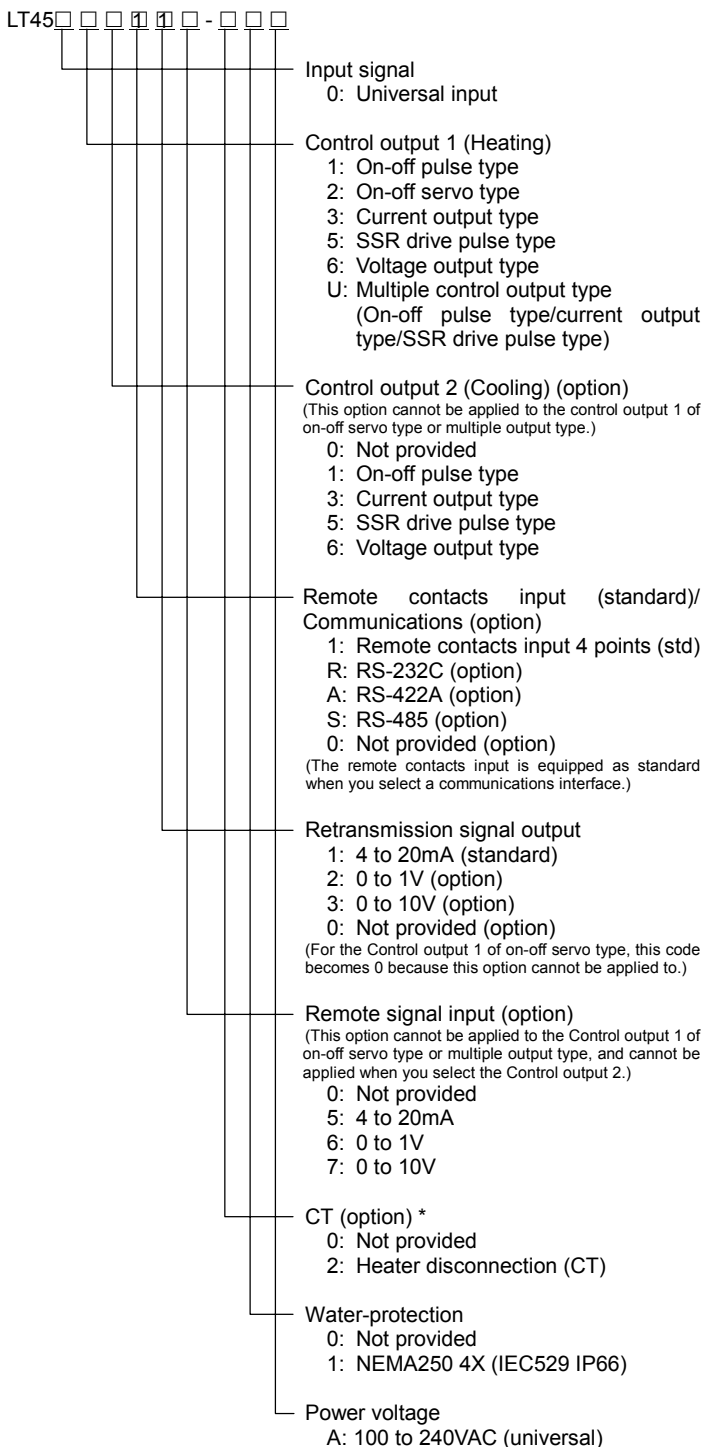 LT45□ □ □ 1 1 □ - □ □ □
Input signal
0: Universal input
Control output 1 (Heating)
1: On-off pulse type
2: On-off servo type
3: Current output type
5: SSR drive pulse type
6: Voltage output type
U: Multiple control output type
(On-off pulse type/current output
type/SSR drive pulse type)
Control output 2 (Cooling) (option)
(This option cannot be applied to the control output 1 of
on-off servo type or multiple output type.)
0: Not provided
1: On-off pulse type
3: Current output type
5: SSR drive pulse type
6: Voltage output type
Remote contacts input (standard)/
Communications (option)
1: Remote contacts input 4 points (std)
R: RS-232C (option)
A: RS-422A (option)
S: RS-485 (option)
0: Not provided (option)
(The remote contacts input is equipped as standard
when you select a communications interface.)
Retransmission signal output
1: 4 to 20mA (standard)
2: 0 to 1V (option)
3: 0 to 10V (option)
0: Not provided (option)
(For the Control output 1 of on-off servo type, this code
becomes 0 because this option cannot be applied to.)
Remote signal input (option)
(This option cannot be applied to the Control output 1 of
on-off servo type or multiple output type, and cannot be
applied when you select the Control output 2.)
0: Not provided
5: 4 to 20mA
6: 0 to 1V
7: 0 to 10V
CT (option) *
0: Not provided
2: Heater disconnection (CT)
Water-protection
0: Not provided
1: NEMA250 4X (IEC529 IP66)
Power voltage
A: 100 to 240VAC (universal)